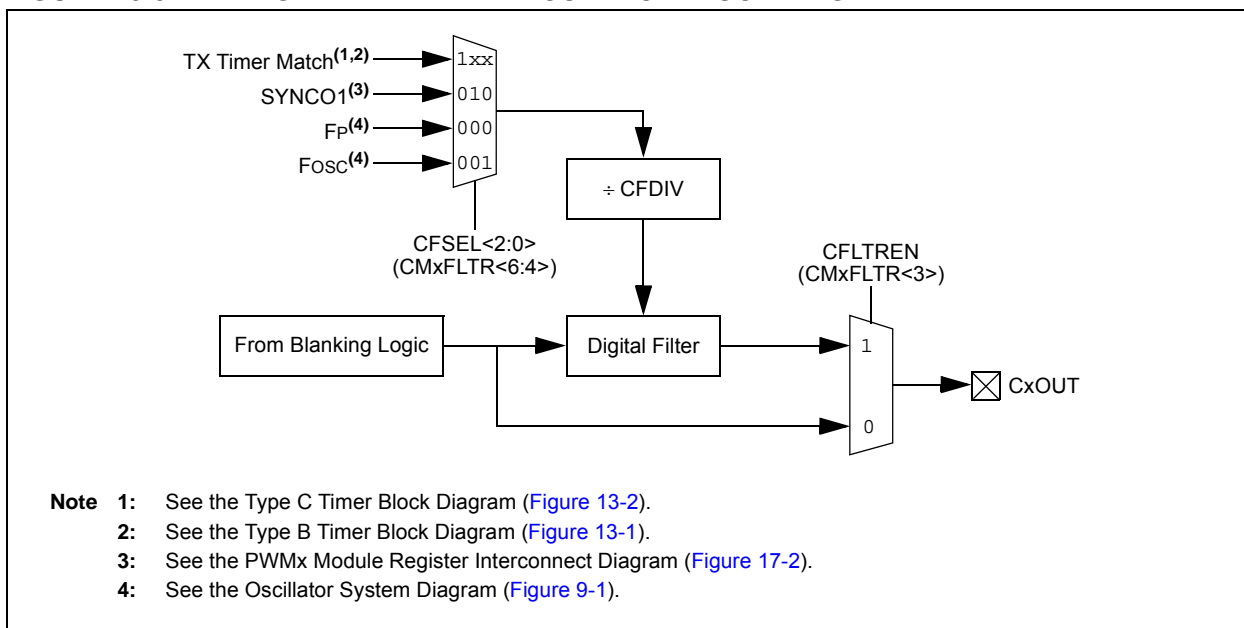 TX Timer Match(1,2)
1xx
SYNCO1(3)
010
FP(4)
000
FOSC(4)
001
÷ CFDIV
CFSEL<2:0>
(CMxFLTR<6:4>)
CFLTREN
(CMxFLTR<3>)
From Blanking Logic
Digital Filter
1
CxOUT
0
Note 1: See the Type C Timer Block Diagram (Figure 13-2).
2: See the Type B Timer Block Diagram (Figure 13-1).
3: See the PWMx Module Register Interconnect Diagram (Figure 17-2).
4: See the Oscillator System Diagram (Figure 9-1).